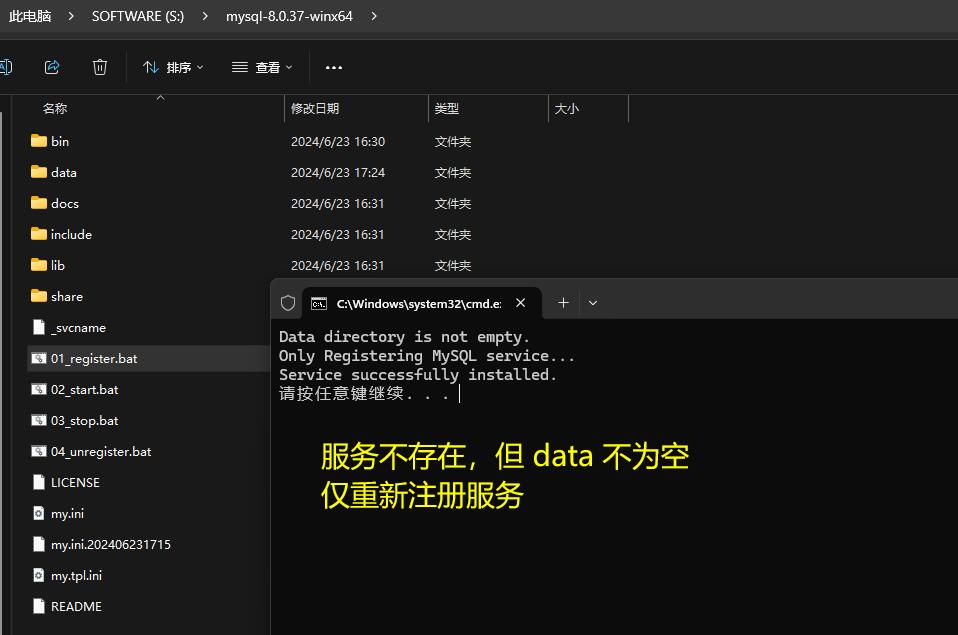 此电脑 > SOFTWARE (S:) > mysql-8.0.37-winx64 >
排序 查看 ...
名称 修改日期 类型 大小
bin 2024/6/23 16:30 文件夹
data 2024/6/23 17:24 文件夹
docs 2024/6/23 16:31 文件夹
include 2024/6/23 16:31 文件夹
lib 2024/6/23 16:31 文件夹
share
_svcname
01_register.bat
02_start.bat
03_stop.bat
04_unregister.bat
LICENSE
my.ini
my.ini.202406231715
my.tpl.ini
README
C:\Windows\system32\cmd.e:
Data directory is not empty.
Only Registering MySQL service...
Service successfully installed.
请按任意键继续. . .
服务不存在，但 data 不为空
仅重新注册服务